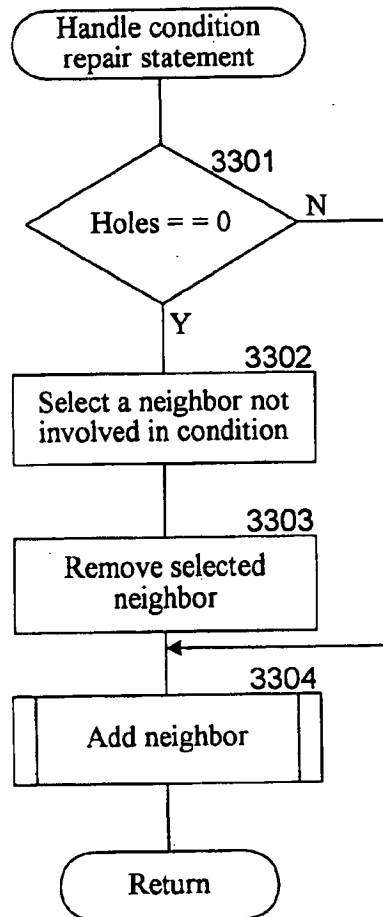 Handle condition
repair statement
3301
Holes = = 0
N
Y
3302
Select a neighbor not
involved in condition
3303
Remove selected
neighbor
3304
Add neighbor
Return